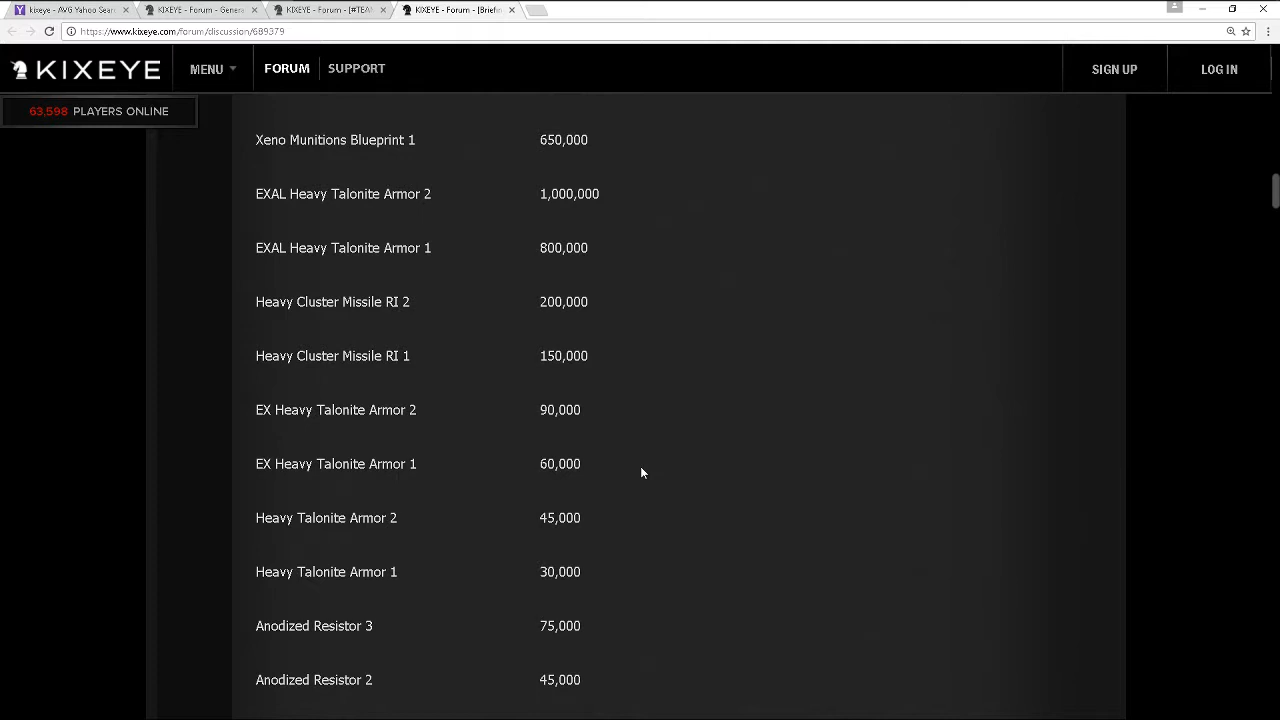 kixeye - AVG Yahoo Searc
KIXEYE - Forum - Genera
KIXEYE - Forum - [#TEAM
KIXEYE - Forum - [Briefin
https://www.kixeye.com/forum/discussion/689379
KIXEYE MENU FORUM SUPPORT SIGN UP LOG IN
63,598 PLAYERS ONLINE
Xeno Munitions Blueprint 1 650,000
EXAL Heavy Talonite Armor 2 1,000,000
EXAL Heavy Talonite Armor 1 800,000
Heavy Cluster Missile RI 2 200,000
Heavy Cluster Missile RI 1 150,000
EX Heavy Talonite Armor 2 90,000
EX Heavy Talonite Armor 1 60,000
Heavy Talonite Armor 2 45,000
Heavy Talonite Armor 1 30,000
Anodized Resistor 3 75,000
Anodized Resistor 2 45,000